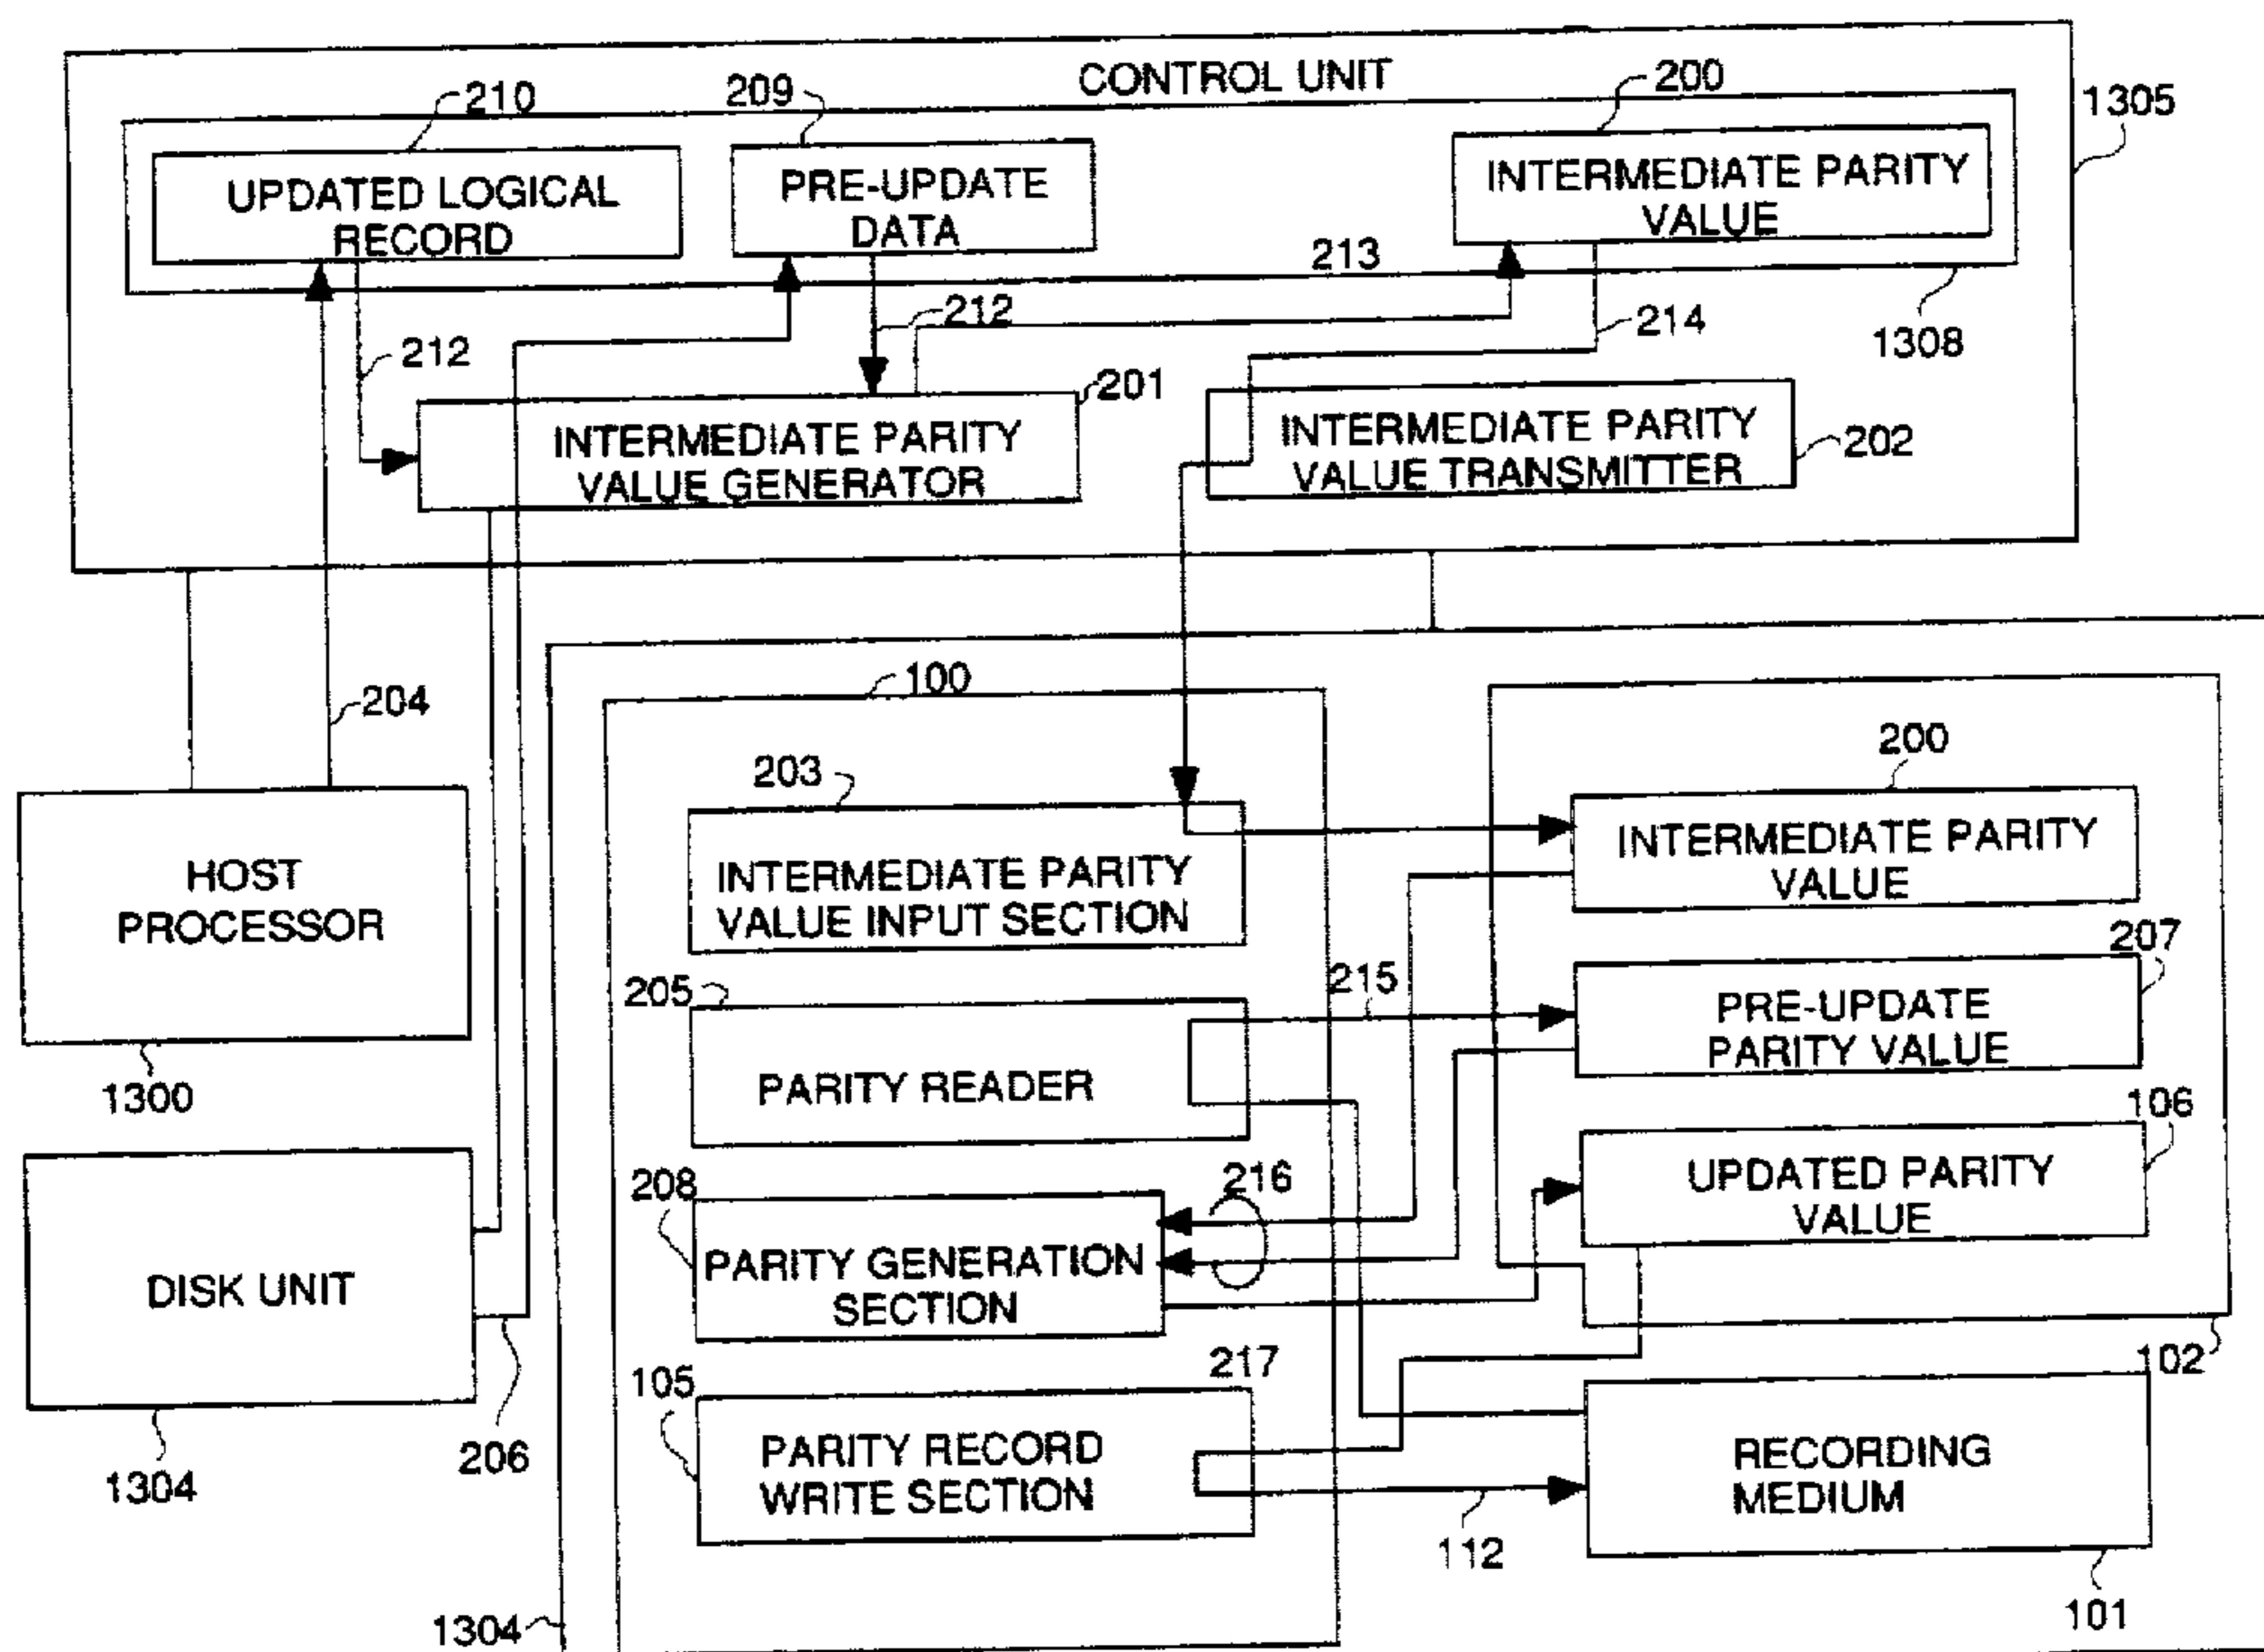 CONTROL UNIT
210
209
200
1305
UPDATED LOGICAL
RECORD
PRE-UPDATE
DATA
INTERMEDIATE PARITY
VALUE
213
212
212
214
1308
201
INTERMEDIATE PARITY
VALUE GENERATOR
INTERMEDIATE PARITY
VALUE TRANSMITTER
202
204
100
203
200
HOST
PROCESSOR
INTERMEDIATE PARITY
VALUE INPUT SECTION
INTERMEDIATE PARITY
VALUE
207
205
215
PRE-UPDATE
PARITY VALUE
1300
PARITY READER
106
208
216
UPDATED PARITY
VALUE
DISK UNIT
PARITY GENERATION
SECTION
217
102
105
206
1304
PARITY RECORD
WRITE SECTION
RECORDING
MEDIUM
112
1304
101